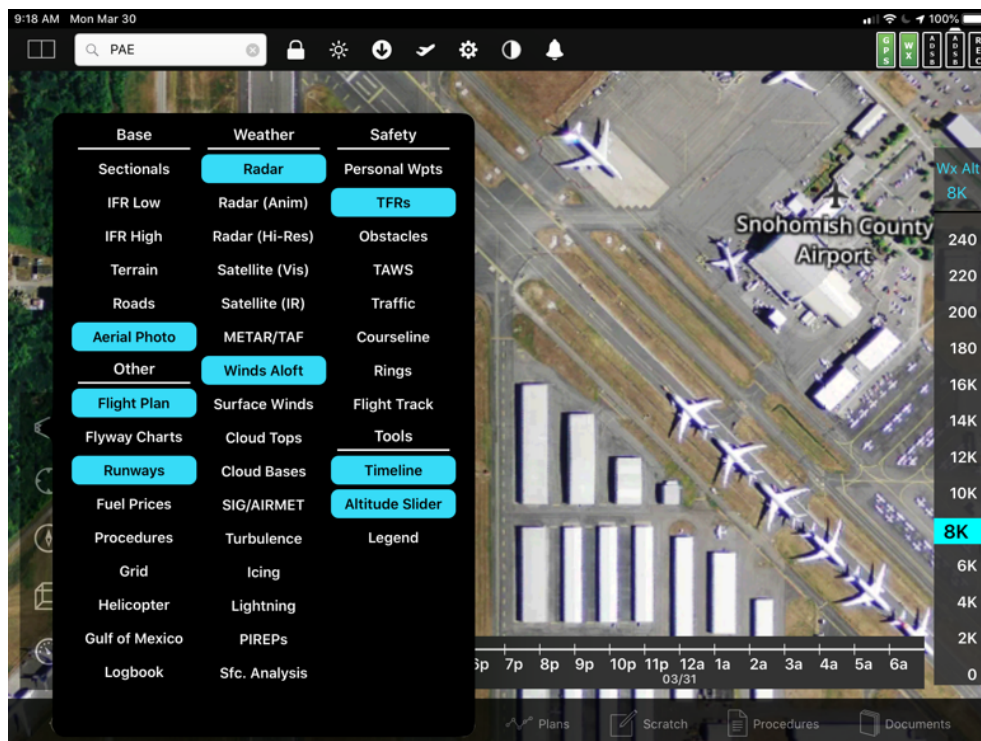 9:18 AM Mon Mar 30
100%
PAE
GPS
WX
ADSB
ADSB
REC
Base
Sectionals
IFR Low
IFR High
Terrain
Roads
Aerial Photo
Other
Flight Plan
Flyway Charts
Runways
Fuel Prices
Procedures
Grid
Helicopter
Gulf of Mexico
Logbook
Weather
Radar
Radar (Anim)
Radar (Hi-Res)
Satellite (Vis)
Satellite (IR)
METAR/TAF
Winds Aloft
Surface Winds
Cloud Tops
Cloud Bases
SIG/AIRMET
Turbulence
Icing
Lightning
PIREPs
Sfc. Analysis
Safety
Personal Wpts
TFRs
Obstacles
TAWS
Traffic
Courseline
Rings
Flight Track
Tools
Timeline
Altitude Slider
Legend
Snohomish County
Airport
Wx Alt
8K
240
220
200
180
16K
14K
12K
10K
8K
6K
4K
2K
0
6p 7p 8p 9p 10p 11p 12a 1a 2a 3a 4a 5a 6a
03/31
Plans
Scratch
Procedures
Documents